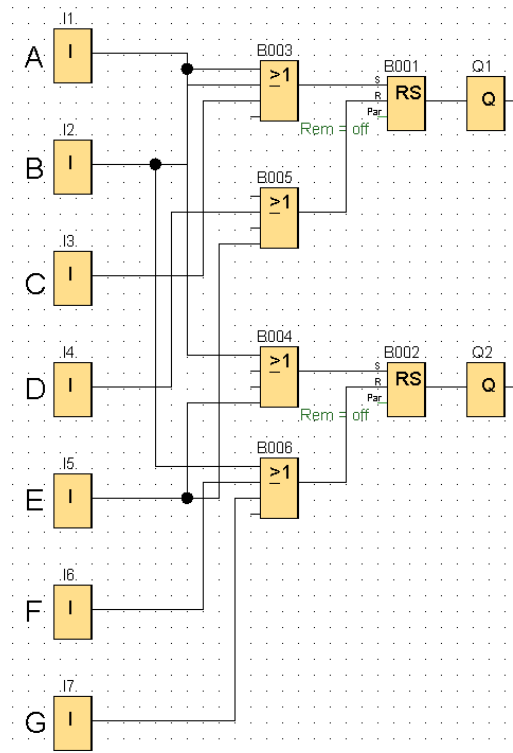 I1
A
I
B003
≥1
B001
S
R
Par
RS
Q1
Q
Rem = off
I2
B
I
B005
≥1
I3
C
I
I4
D
I
B004
≥1
B002
S
R
Par
RS
Q2
Q
Rem = off
B006
≥1
I5
E
I
I6
F
I
I7
G
I